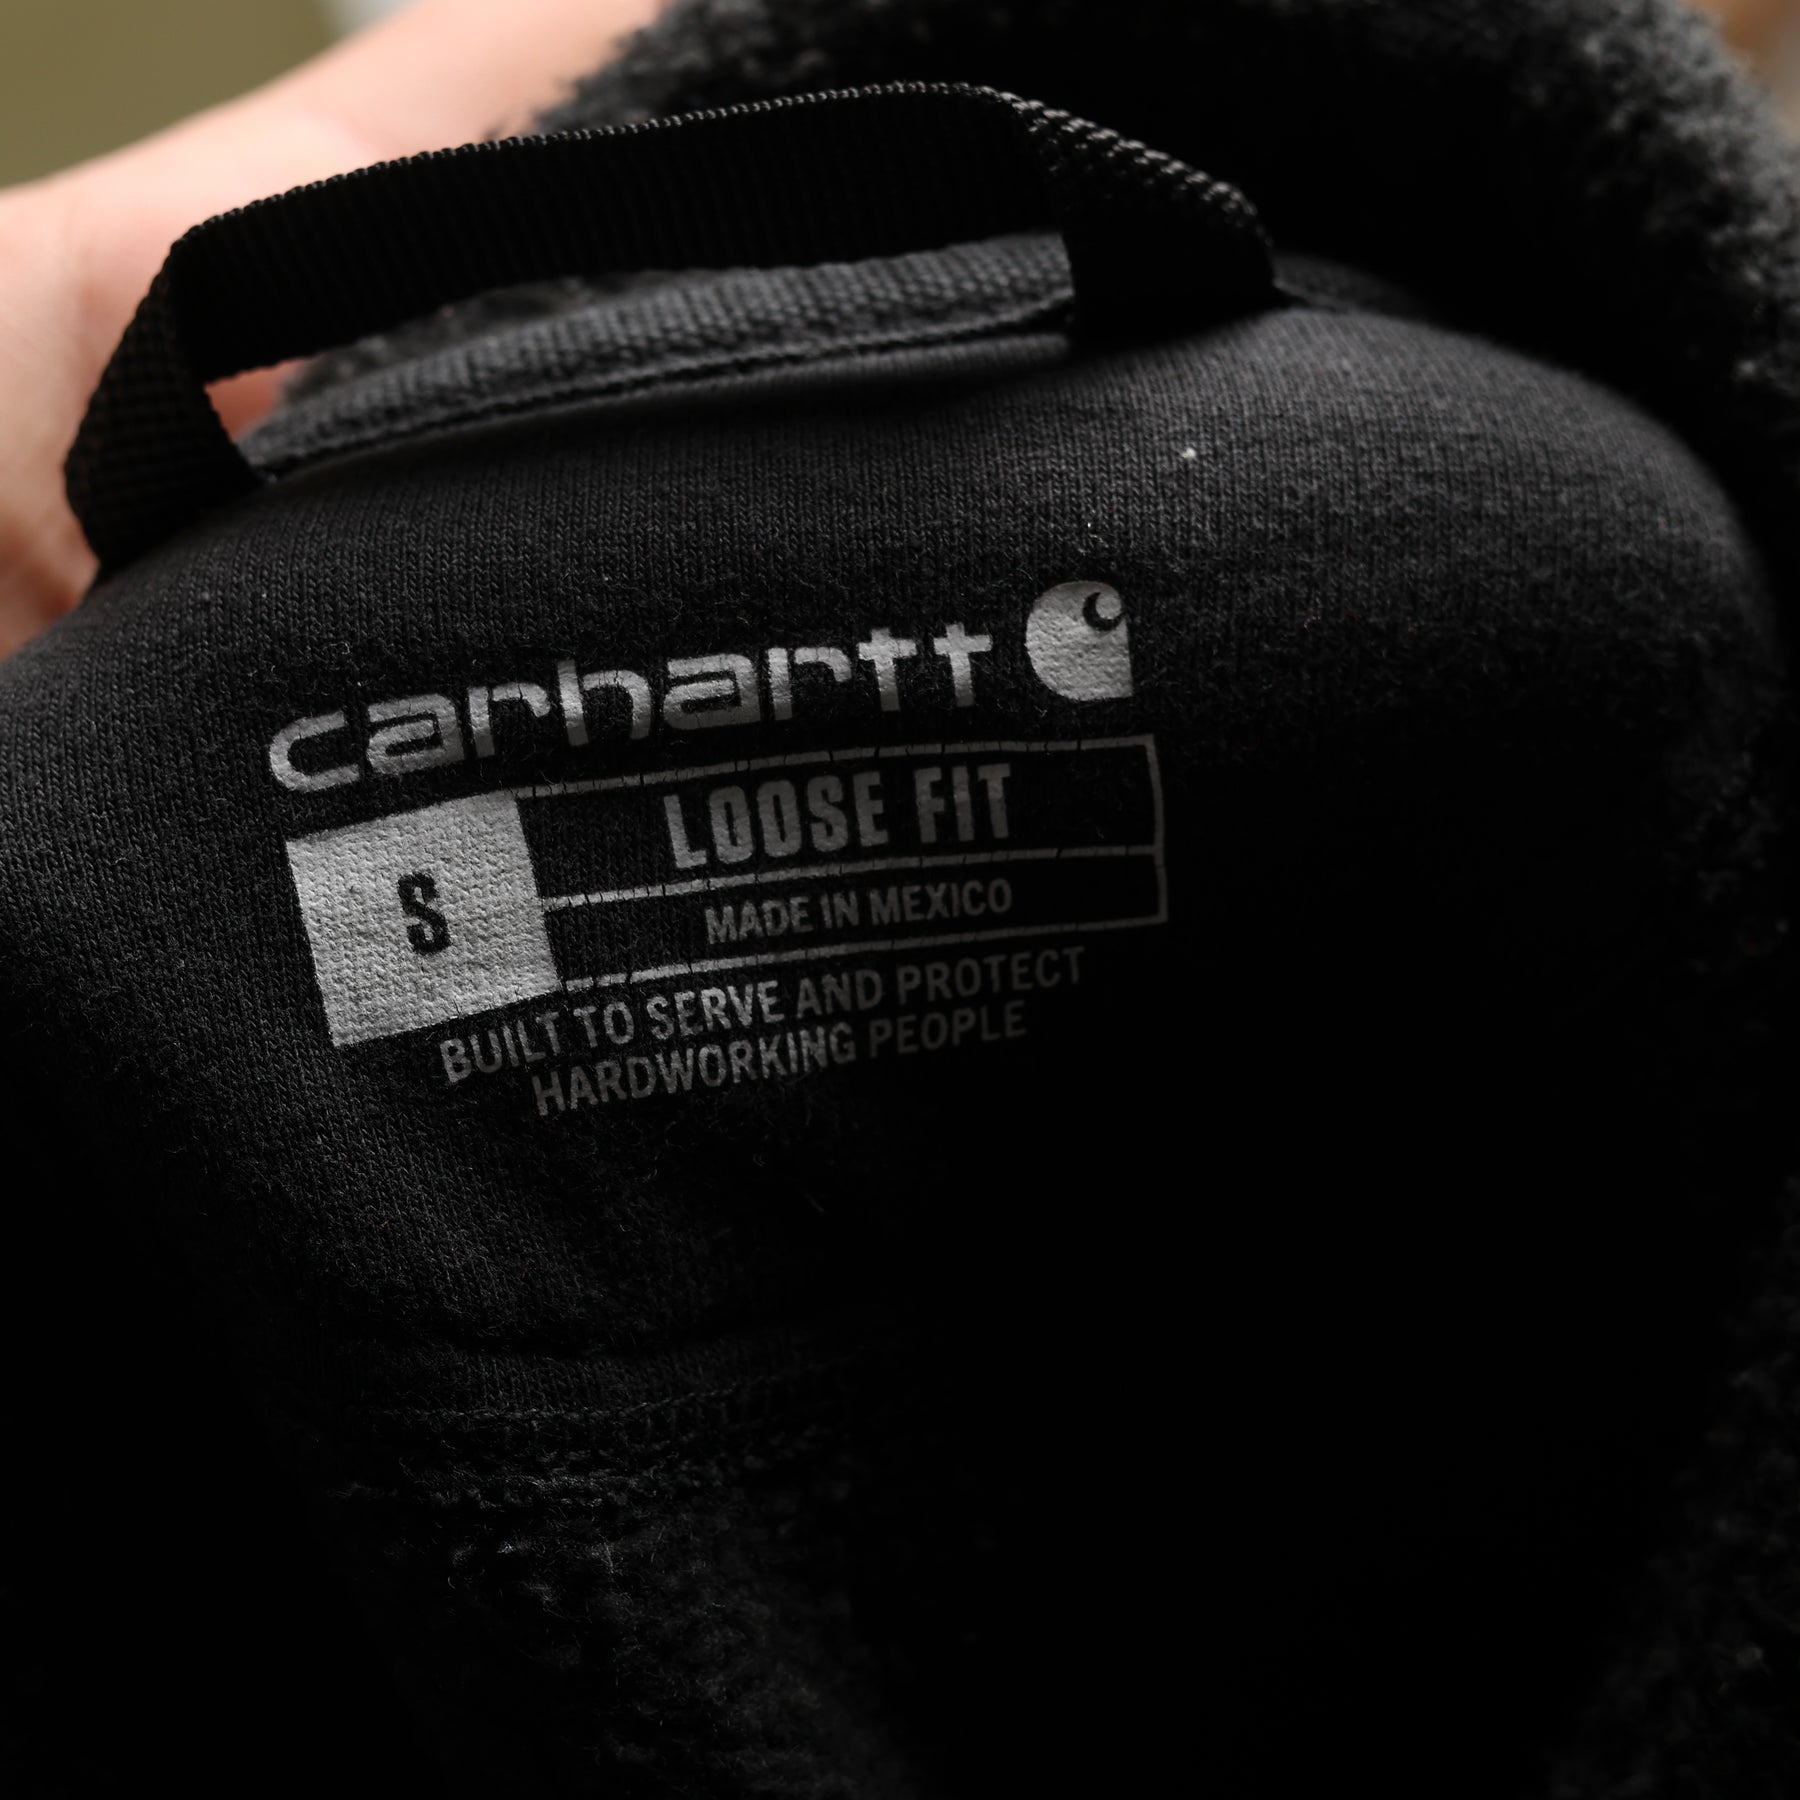 carhartt
S
LOOSE FIT
MADE IN MEXICO
BUILT TO SERVE AND PROTECT
HARDWORKING PEOPLE